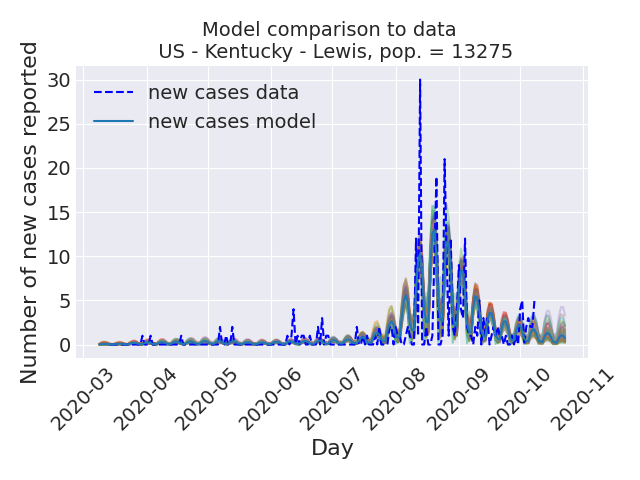 Model comparison to data
US - Kentucky - Lewis, pop. = 13275
Number of new cases reported
30
25
20
15
10
5
0
new cases data
new cases model
2020-03
2020-04
2020-05
2020-06
2020-07
2020-08
2020-09
2020-10
2020-11
Day